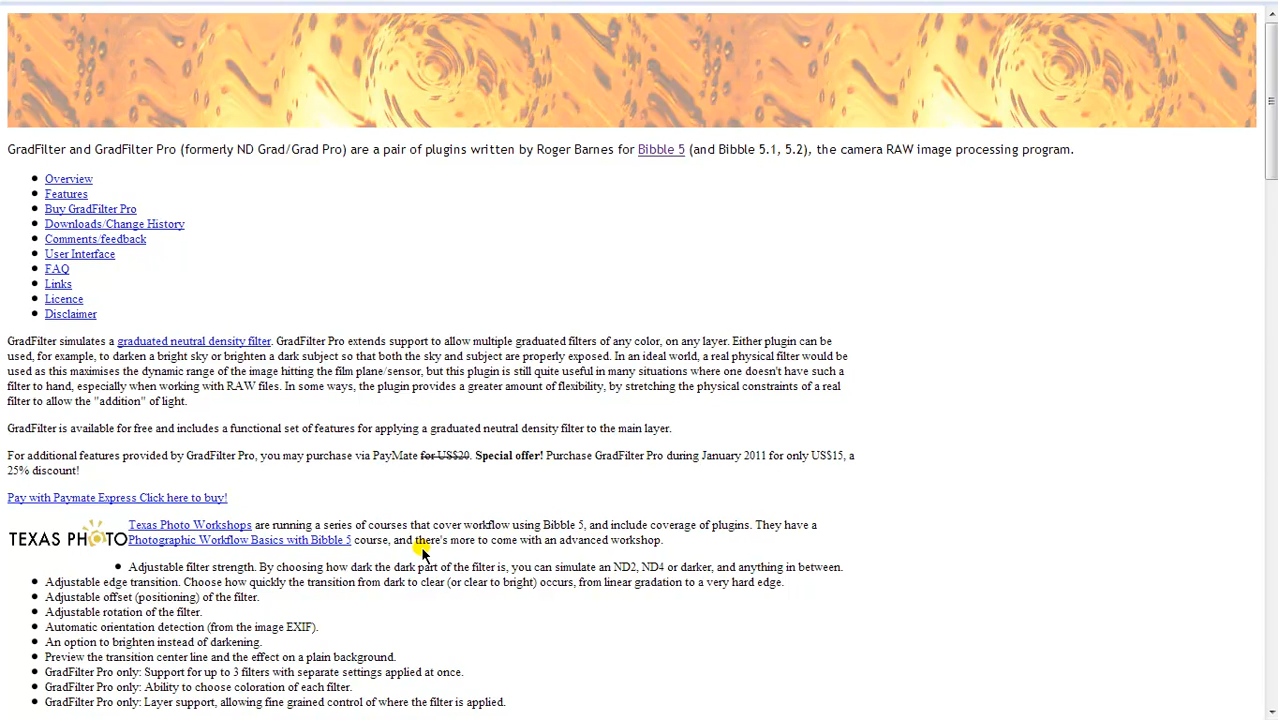 GradFilter and GradFilter Pro (formerly ND Grad/Grad Pro) are a pair of plugins written by Roger Barnes for Bibble 5 (and Bibble 5.1, 5.2), the camera RAW image processing program.
Overview
Features
Buy GradFilter Pro
Downloads/Change History
Comments/feedback
User Interface
FAQ
Links
Licence
Disclaimer
GradFilter simulates a graduated neutral density filter. GradFilter Pro extends support to allow multiple graduated filters of any color, on any layer. Either plugin can be
used, for example, to darken a bright sky or brighten a dark subject so that both the sky and subject are properly exposed. In an ideal world, a real physical filter would be
used as this maximises the dynamic range of the image hitting the film plane/sensor, but this plugin is still quite useful in many situations where one doesn't have such a
filter to hand, especially when working with RAW files. In some ways, the plugin provides a greater amount of flexibility, by stretching the physical constraints of a real
filter to allow the "addition" of light.
GradFilter is available for free and includes a functional set of features for applying a graduated neutral density filter to the main layer.
For additional features provided by GradFilter Pro, you may purchase via PayMate for US$20. Special offer! Purchase GradFilter Pro during January 2011 for only US$15, a
25% discount!
Pay with Paymate Express Click here to buy!
Texas Photo Workshops are running a series of courses that cover workflow using Bibble 5, and include coverage of plugins. They have a
TEXAS PHOTO Photographic Workflow Basics with Bibble 5 course, and there's more to come with an advanced workshop.
Adjustable filter strength. By choosing how dark the dark part of the filter is, you can simulate an ND2, ND4 or darker, and anything in between.
Adjustable edge transition. Choose how quickly the transition from dark to clear (or clear to bright) occurs, from linear gradation to a very hard edge.
Adjustable offset (positioning) of the filter.
Adjustable rotation of the filter.
Automatic orientation detection (from the image EXIF).
An option to brighten instead of darkening.
Preview the transition center line and the effect on a plain background.
GradFilter Pro only: Support for up to 3 filters with separate settings applied at once.
GradFilter Pro only: Ability to choose coloration of each filter.
GradFilter Pro only: Layer support, allowing fine grained control of where the filter is applied.